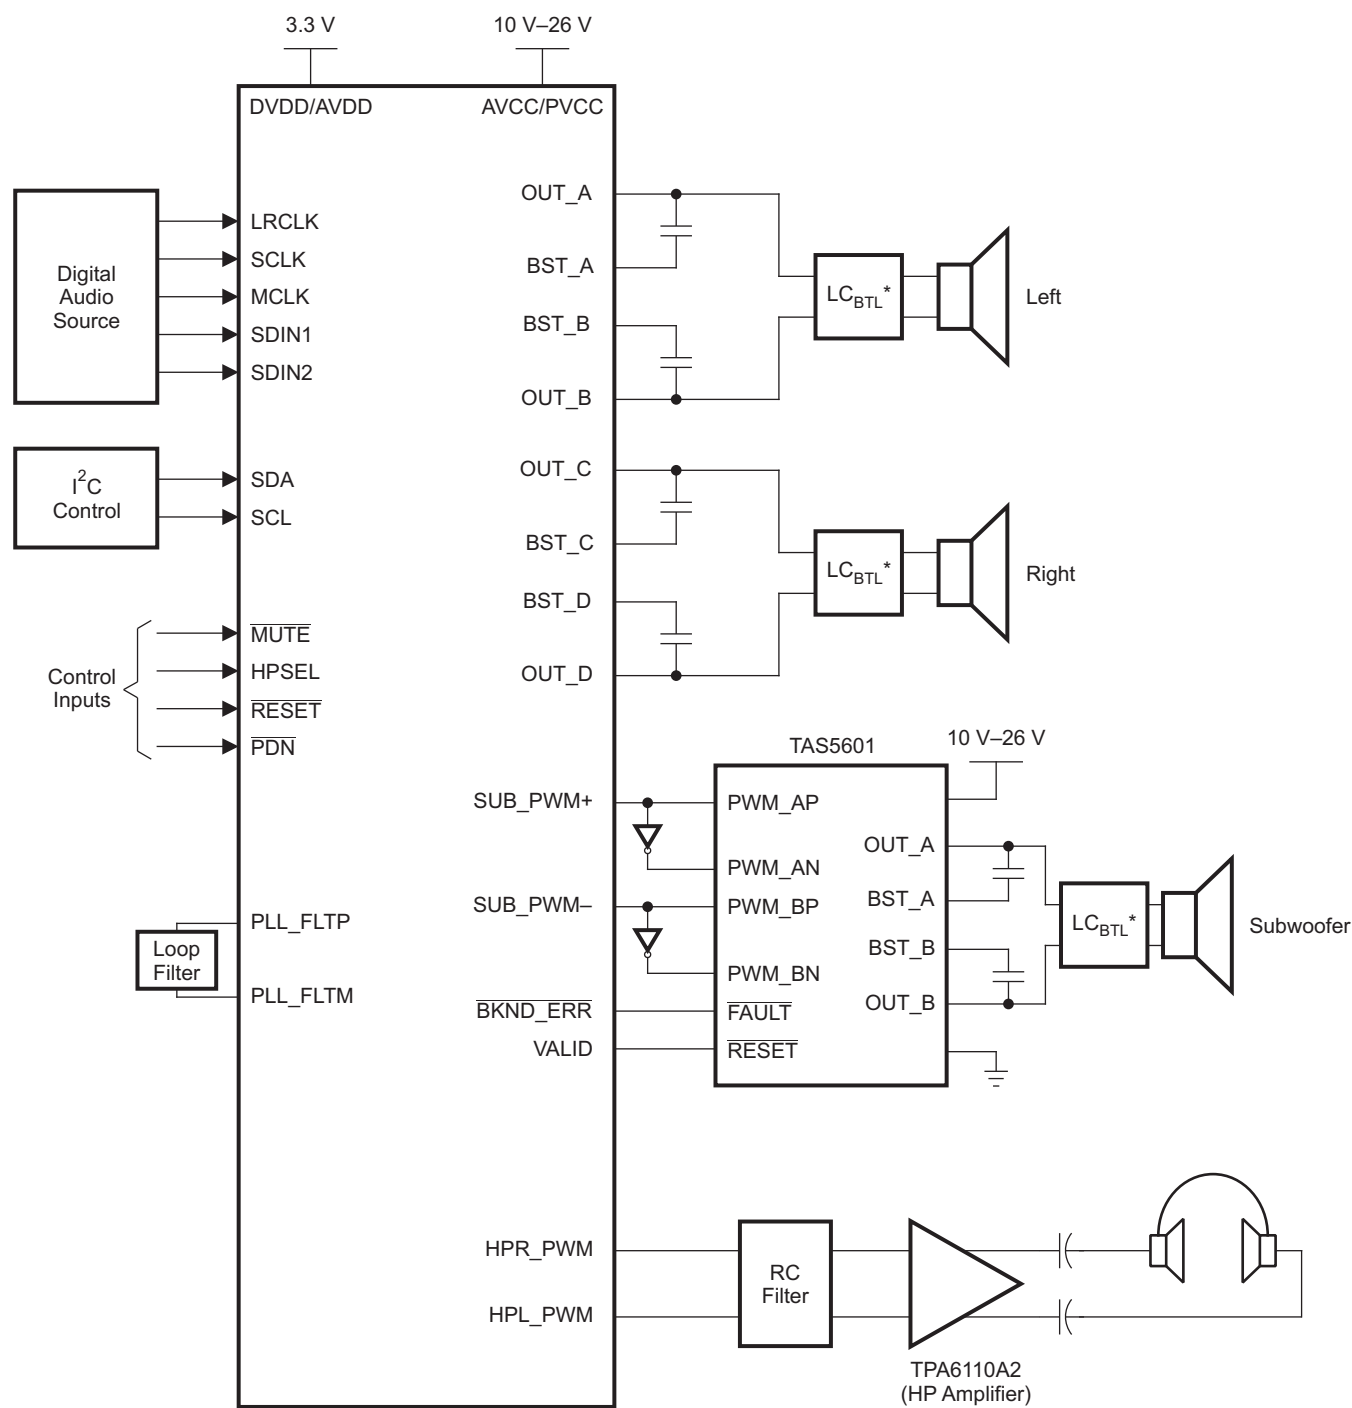 3.3 V
10 V–26 V
DVDD/AVDD
AVCC/PVCC
Digital
Audio
Source
LRCLK
SCLK
MCLK
SDIN1
SDIN2
I²C
Control
SDA
SCL
Control
Inputs
MUTE
HPSEL
RESET
PDN
Loop
Filter
PLL_FLTP
PLL_FLTM
OUT_A
BST_A
BST_B
OUT_B
LC_BTL*
Left
OUT_C
BST_C
BST_D
OUT_D
LC_BTL*
Right
TAS5601
10 V–26 V
SUB_PWM+
SUB_PWM–
BKND_ERR
VALID
PWM_AP
PWM_AN
PWM_BP
PWM_BN
FAULT
RESET
OUT_A
BST_A
BST_B
OUT_B
LC_BTL*
Subwoofer
HPR_PWM
HPL_PWM
RC
Filter
TPA6110A2
(HP Amplifier)